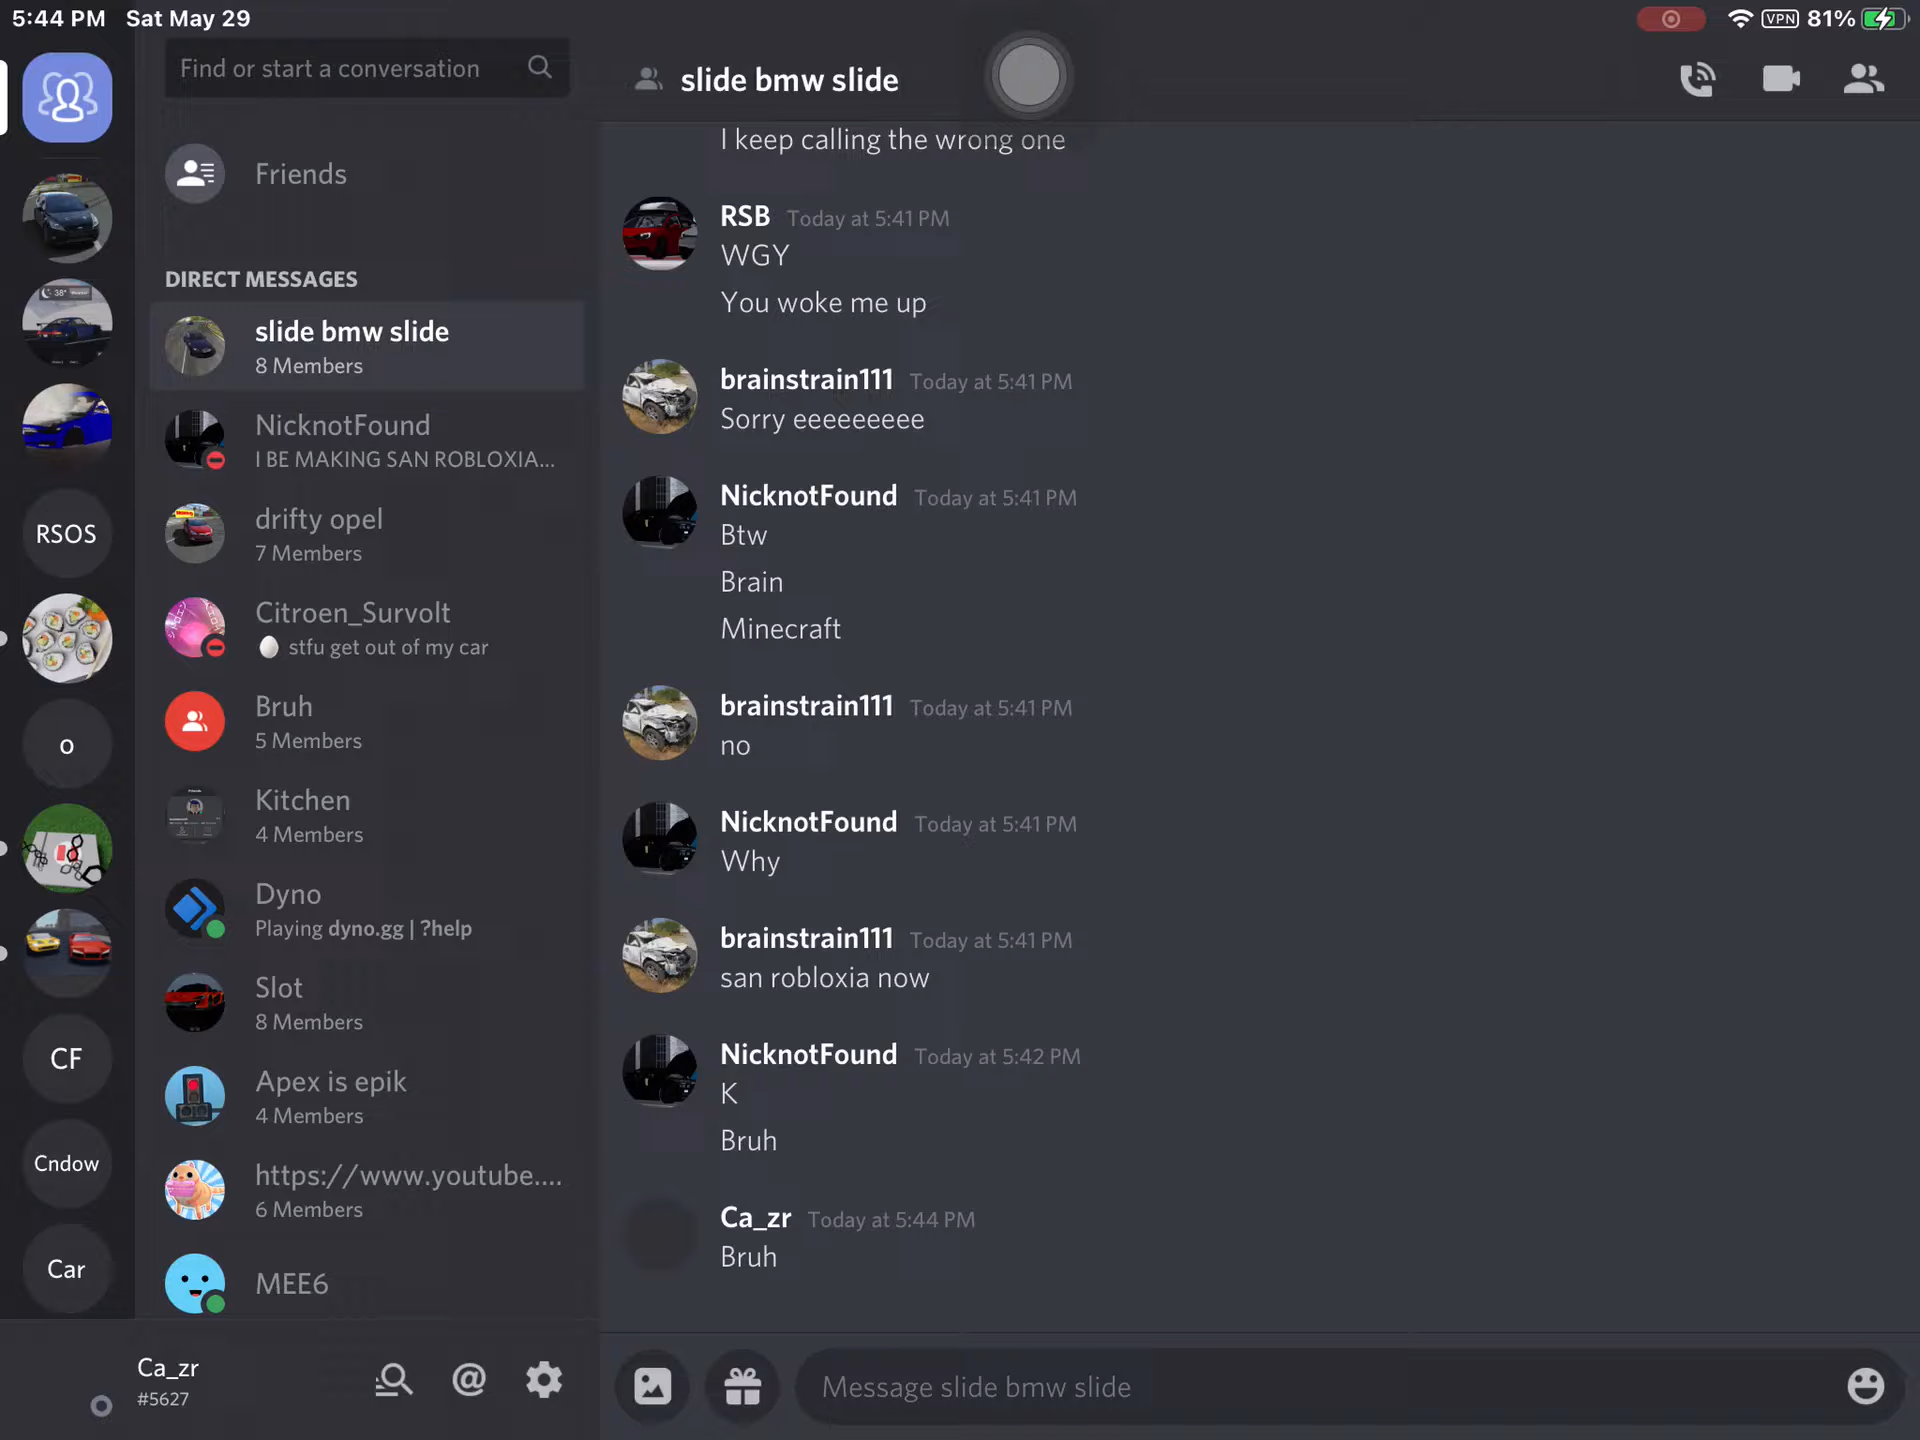 5:44 PM Sat May 29
VPN 81%
Find or start a conversation
Friends
DIRECT MESSAGES
slide bmw slide
8 Members
NicknotFound
I BE MAKING SAN ROBLOXIA...
drifty opel
7 Members
Citroen_Survolt
stfu get out of my car
Bruh
5 Members
Kitchen
4 Members
Dyno
Playing dyno.gg | ?help
Slot
8 Members
Apex is epik
4 Members
https://www.youtube....
6 Members
MEE6
RSOS
o
CF
Cndow
Car
Ca_zr
#5627
slide bmw slide
I keep calling the wrong one
RSB Today at 5:41 PM
WGY
You woke me up
brainstrain111 Today at 5:41 PM
Sorry eeeeeeeee
NicknotFound Today at 5:41 PM
Btw
Brain
Minecraft
brainstrain111 Today at 5:41 PM
no
NicknotFound Today at 5:41 PM
Why
brainstrain111 Today at 5:41 PM
san robloxia now
NicknotFound Today at 5:42 PM
K
Bruh
Ca_zr Today at 5:44 PM
Bruh
Message slide bmw slide